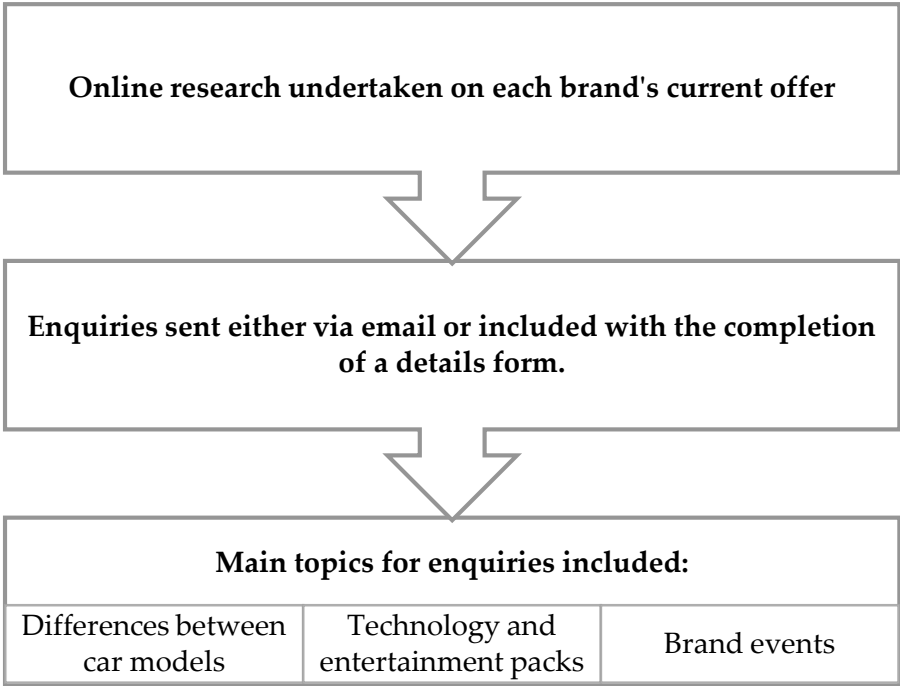 Online research undertaken on each brand's current offer
Enquiries sent either via email or included with the completion
of a details form.
Main topics for enquiries included:
Differences between
car models
Technology and
entertainment packs
Brand events